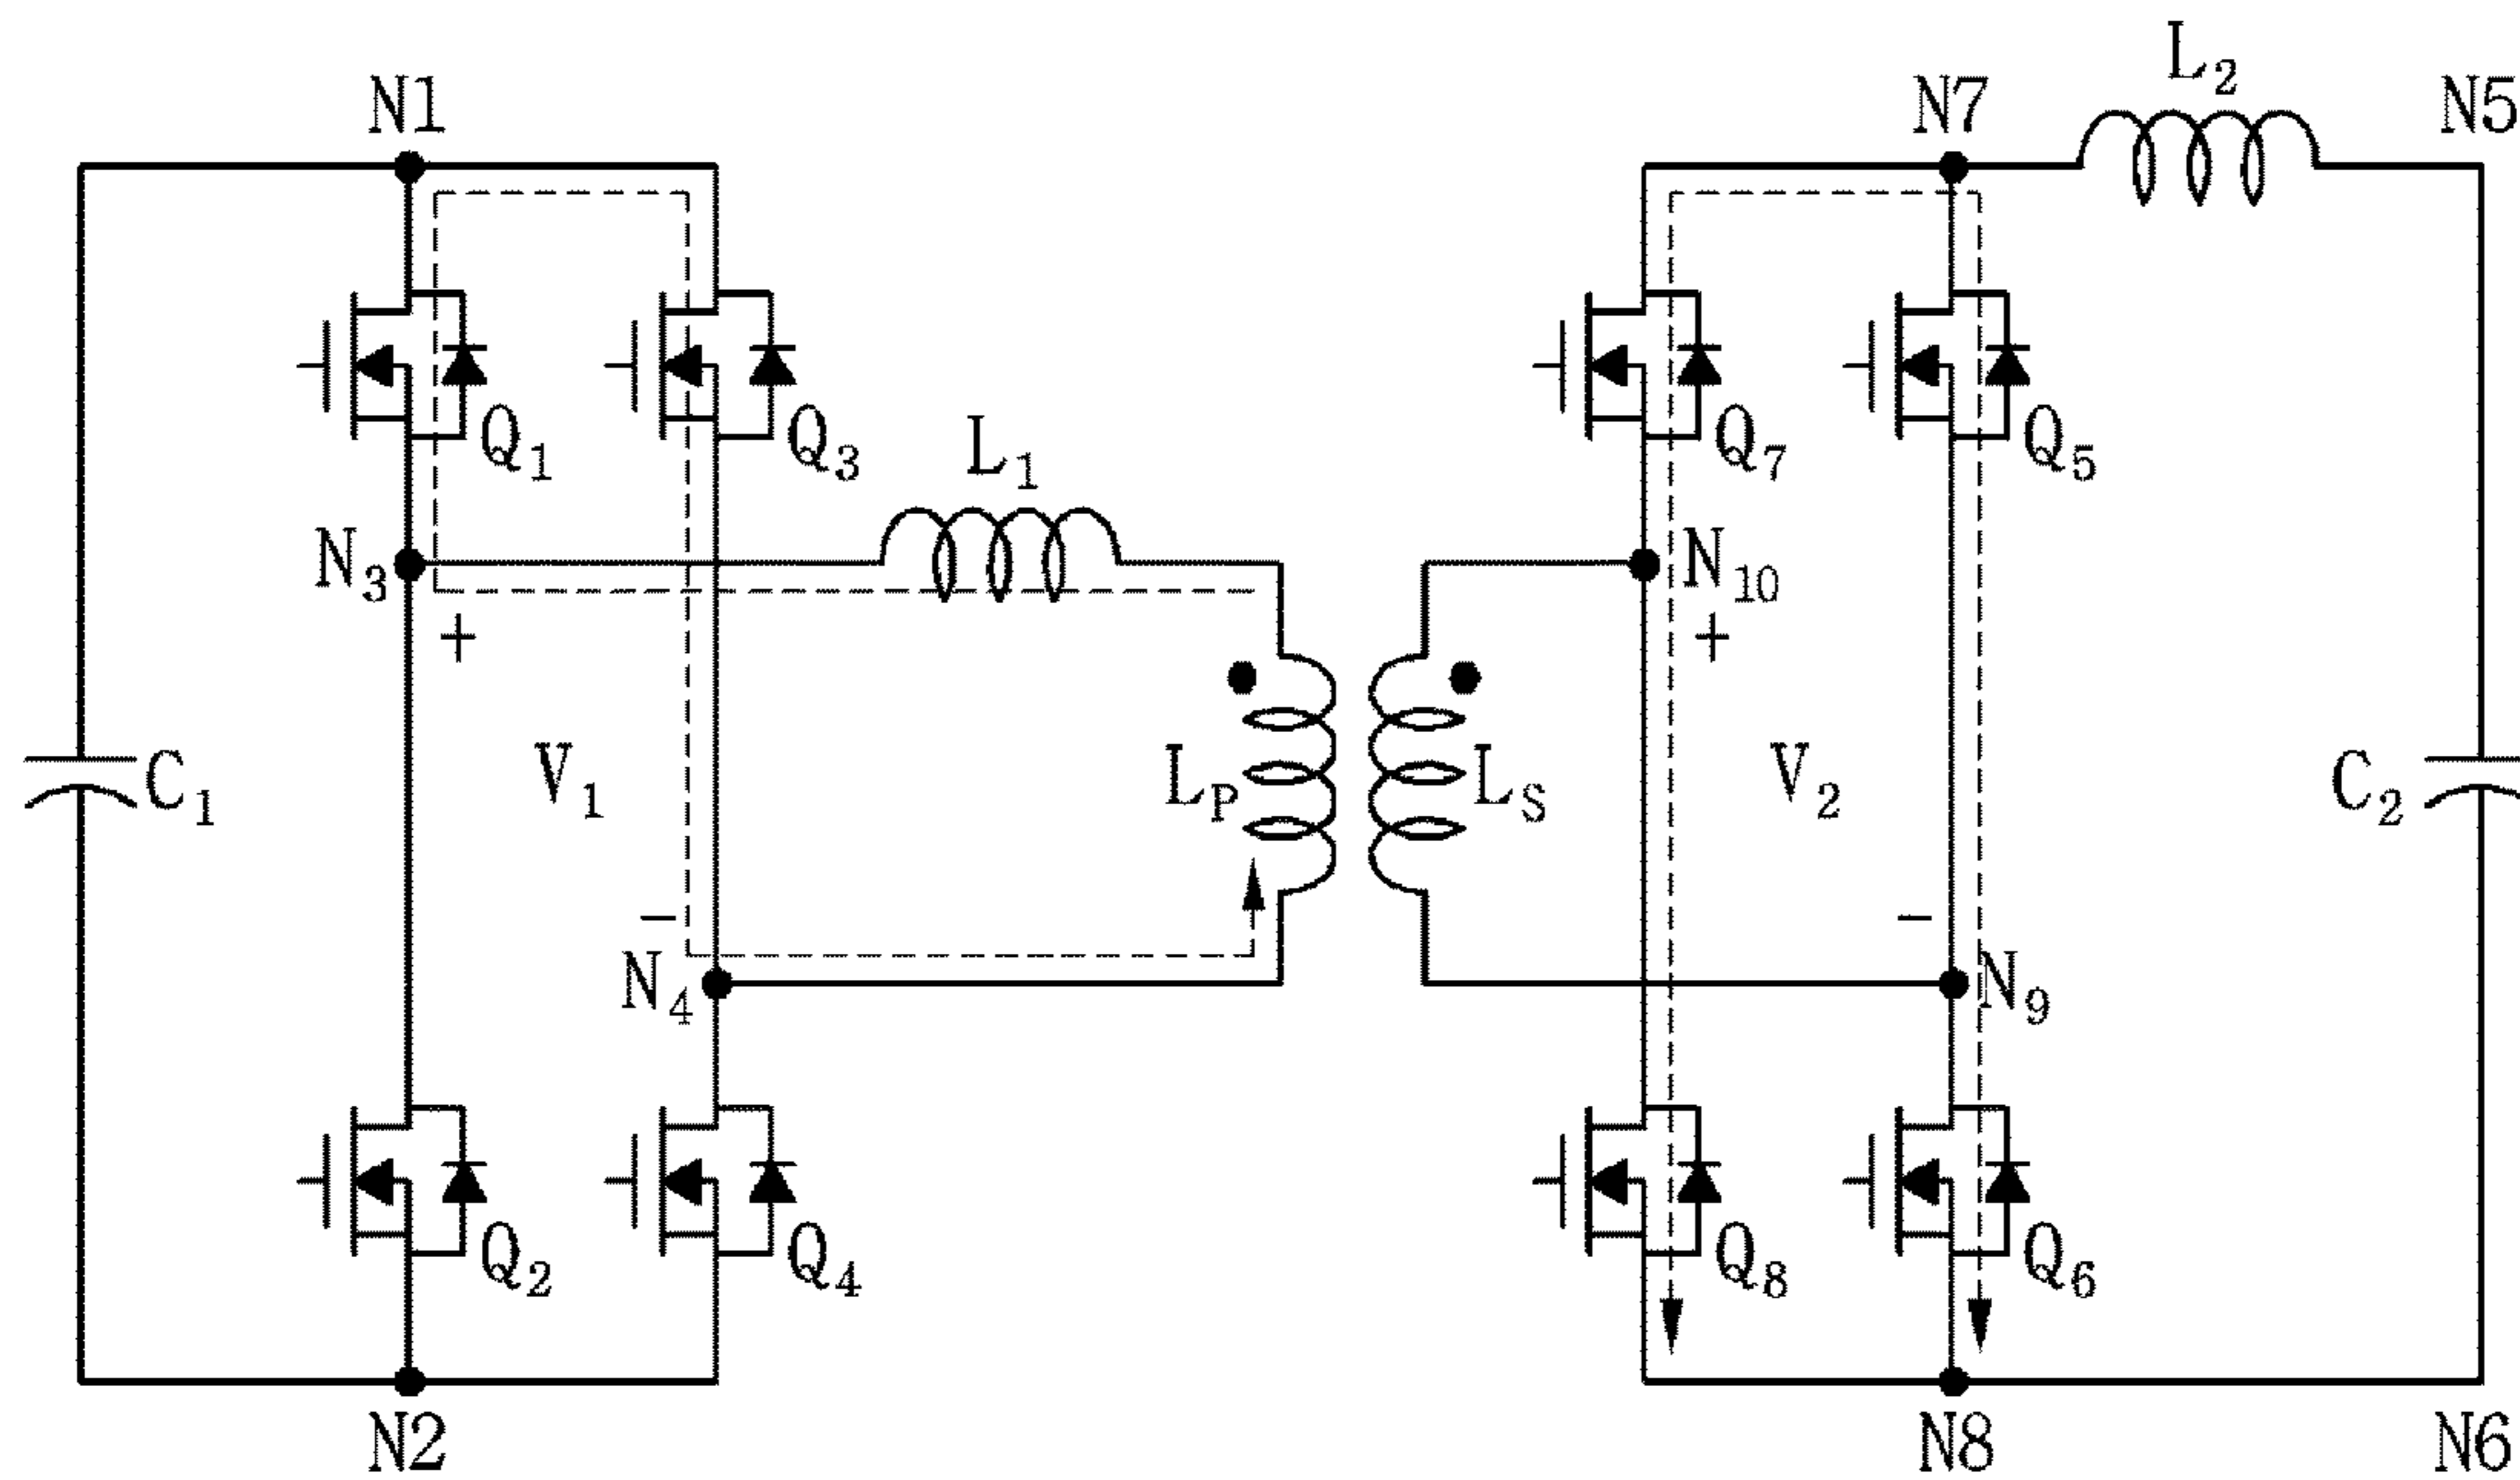 L2
N1
N7
N5
Q1
Q3
Q7
Q5
L1
N3
N10
+
+
C1
V1
LP
LS
V2
C2
-
-
N4
N9
Q2
Q4
Q8
Q6
N2
N8
N6